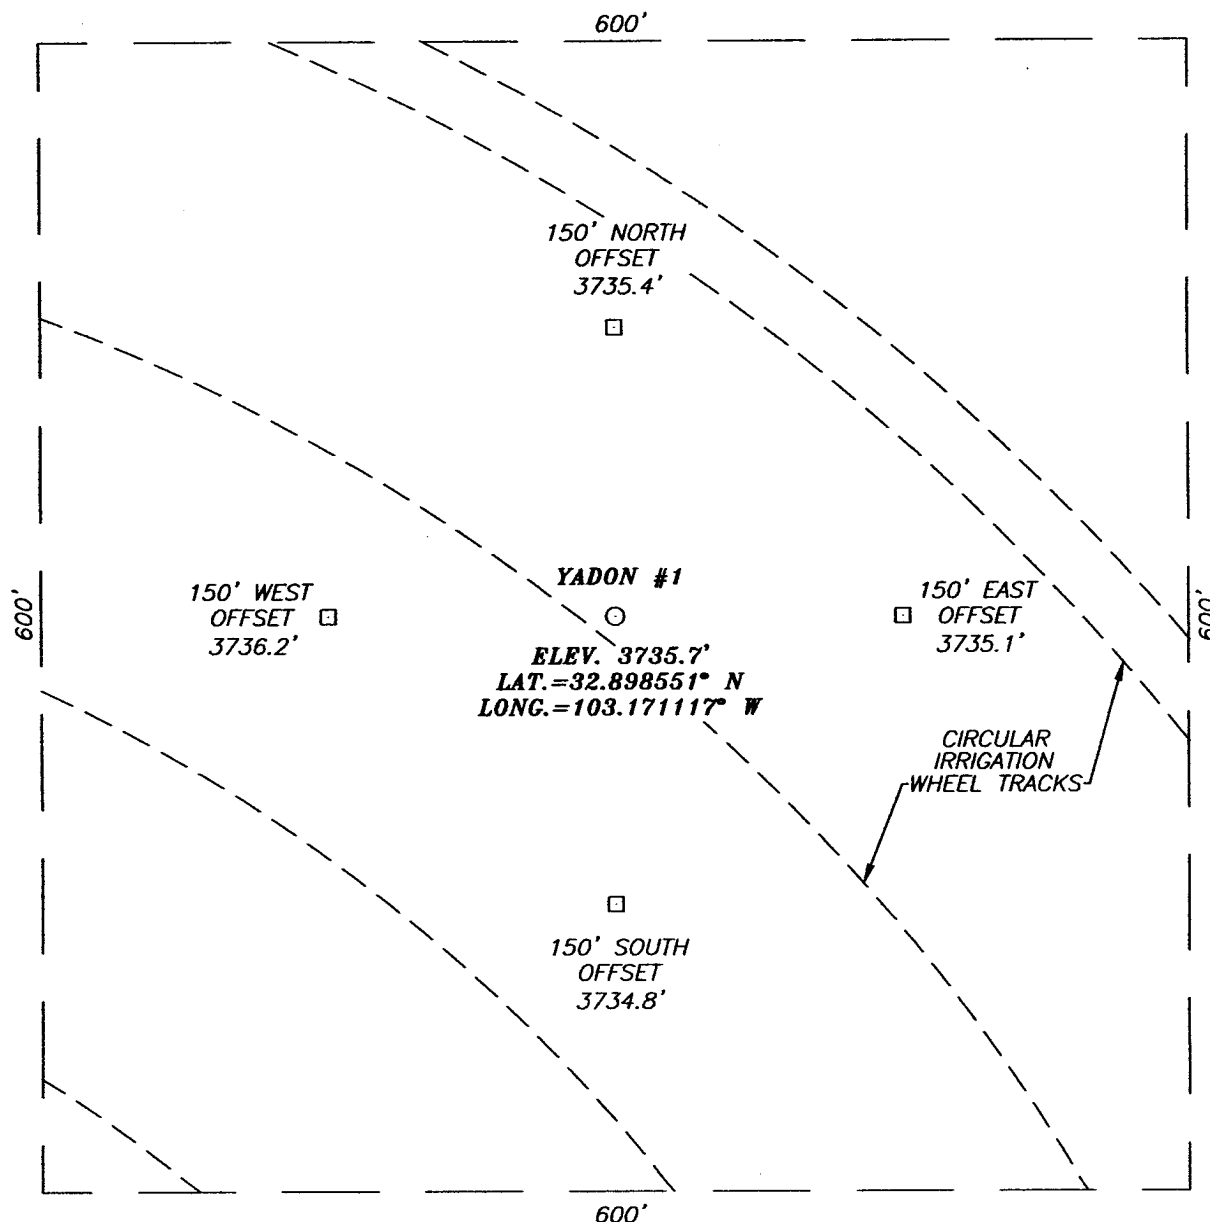 600'
150' NORTH
OFFSET
3735.4'
YADON #1
600'
150' WEST
OFFSET
3736.2'
150' EAST
OFFSET
3735.1'
600'
ELEV. 3735.7'
LAT.=32.898551° N
LONG.=103.171117° W
CIRCULAR
IRRIGATION
WHEEL TRACKS
150' SOUTH
OFFSET
3734.8'
600'